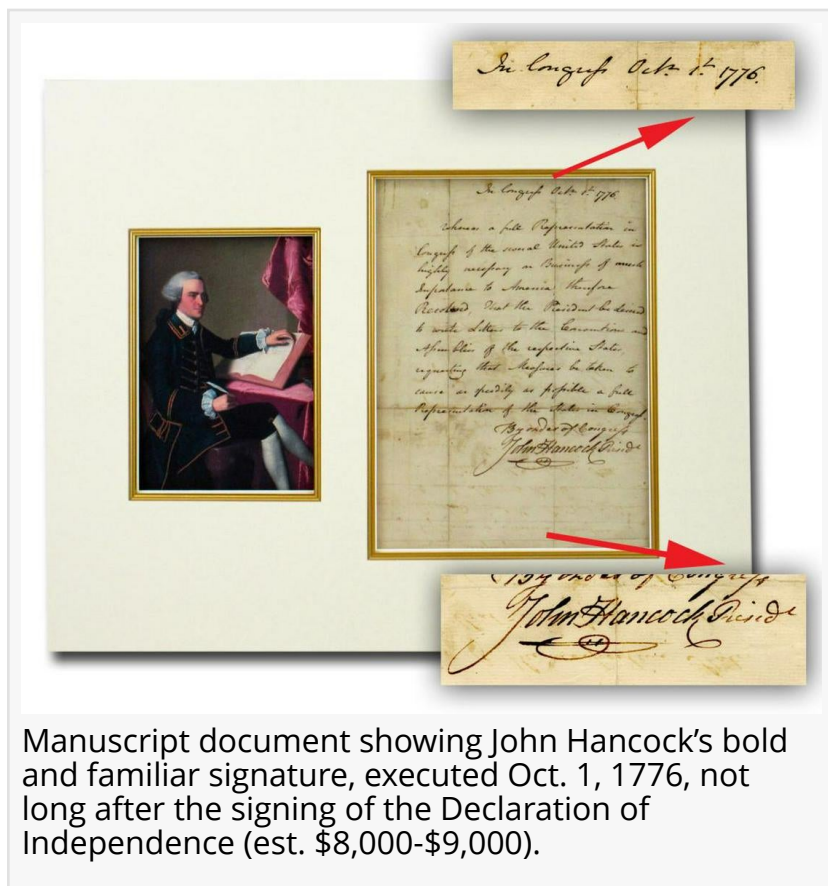 In Congress Octr. 1st. 1776.
In Congress Octr. 1st. 1776.
Whereas a full Representation in
Congress of the several United States is
highly necessary on Business of much
Importance to America therefore
Resolved, That the President be desired
to write Letters to the Conventions and
Assemblies of the respective States,
requesting that Measures be taken to
cause as speedily as possible a full
Representation of the States in Congress.
By order of Congress
John Hancock Presidt.
By order of Congress
John Hancock Presidt.
Manuscript document showing John Hancock’s bold
and familiar signature, executed Oct. 1, 1776, not
long after the signing of the Declaration of
Independence (est. $8,000-$9,000).